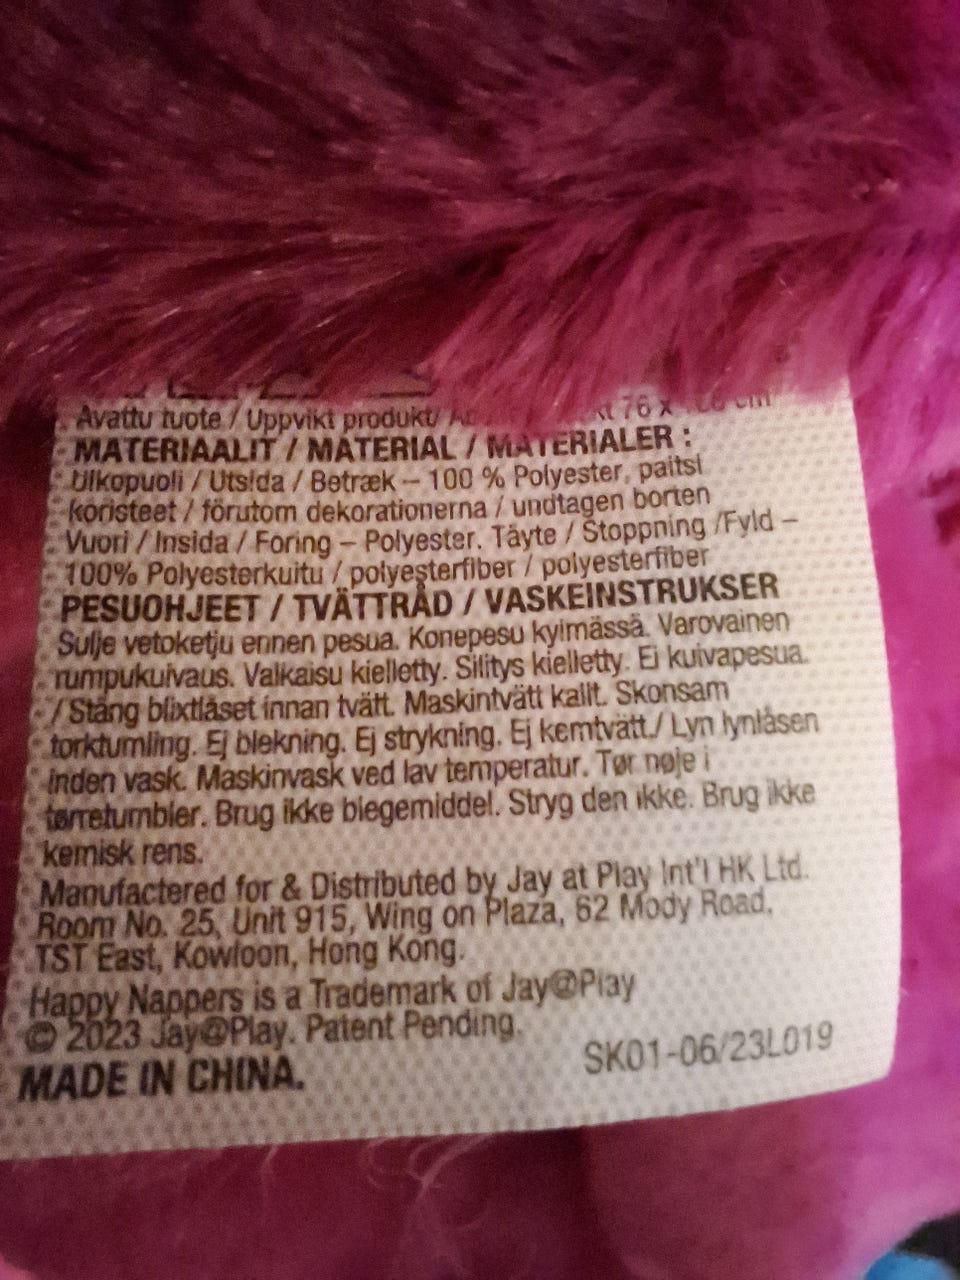 Avattu tuote / Uppvikt produkt/ 76 x cm
MATERIAALIT / MATERIAL / MATERIALER :
Ulkopuoli / Utsida / Betræk – 100 % Polyester, paitsi
koristeet / förutom dekorationerna / undtagen borten
Vuori / Insida / Foring – Polyester. Täyte / Stoppning /Fyld –
100% Polyesterkuitu / polyesterfiber / polyesterfiber
PESUOHJEET / TVÄTTRÅD / VASKEINSTRUKSER
Sulje vetoketju ennen pesua. Konepesu kylmässä. Varovainen
rumpukuivaus. Valkaisu kielletty. Silitys kielletty. Ei kuivapesua.
/ Stäng blixtlåset innan tvätt. Maskintvätt kallt. Skonsam
torktumling. Ej blekning. Ej strykning. Ej kemtvätt./ Lyn lynlåsen
inden vask. Maskinvask ved lav temperatur. Tør nøje i
tørretumbler. Brug ikke blegemiddel. Stryg den ikke. Brug ikke
kemisk rens.
Manufactered for & Distributed by Jay at Play Int'l HK Ltd.
Room No. 25, Unit 915, Wing on Plaza, 62 Mody Road,
TST East, Kowloon, Hong Kong.
Happy Nappers is a Trademark of Jay@Play
© 2023 Jay@Play. Patent Pending.
SK01-06/23L019
MADE IN CHINA.